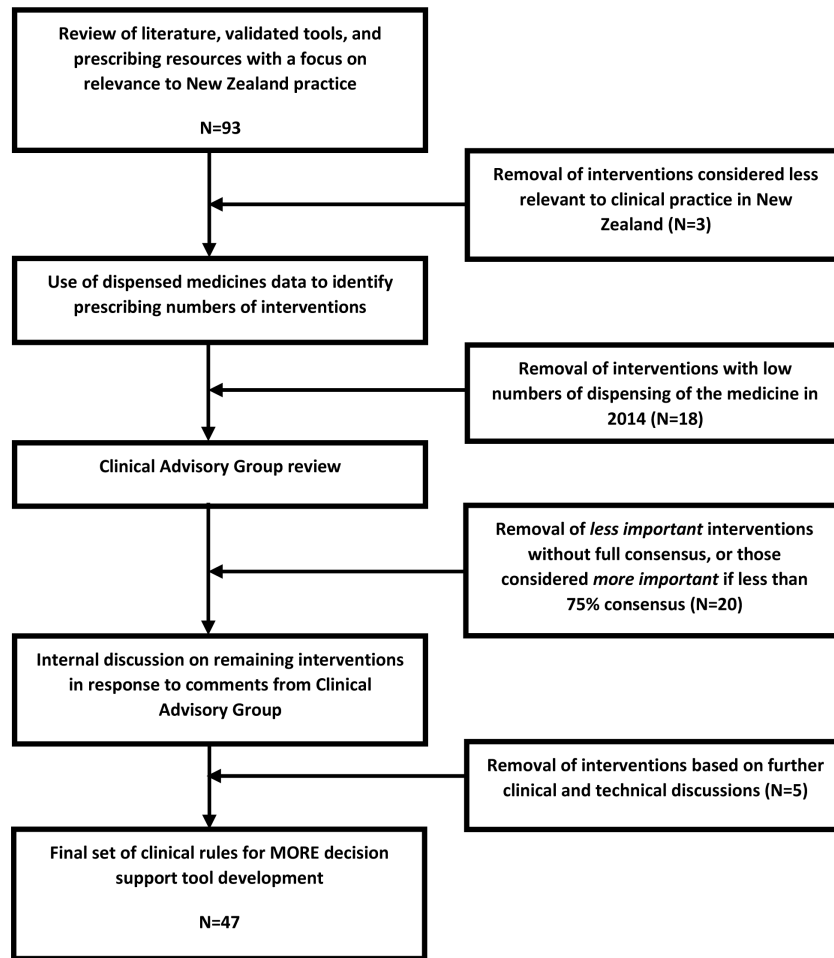 Review of literature, validated tools, and
prescribing resources with a focus on
relevance to New Zealand practice
N=93
Removal of interventions considered less
relevant to clinical practice in New
Zealand (N=3)
Use of dispensed medicines data to identify
prescribing numbers of interventions
Removal of interventions with low
numbers of dispensing of the medicine in
2014 (N=18)
Clinical Advisory Group review
Removal of less important interventions
without full consensus, or those
considered more important if less than
75% consensus (N=20)
Internal discussion on remaining interventions
in response to comments from Clinical
Advisory Group
Removal of interventions based on further
clinical and technical discussions (N=5)
Final set of clinical rules for MORE decision
support tool development
N=47